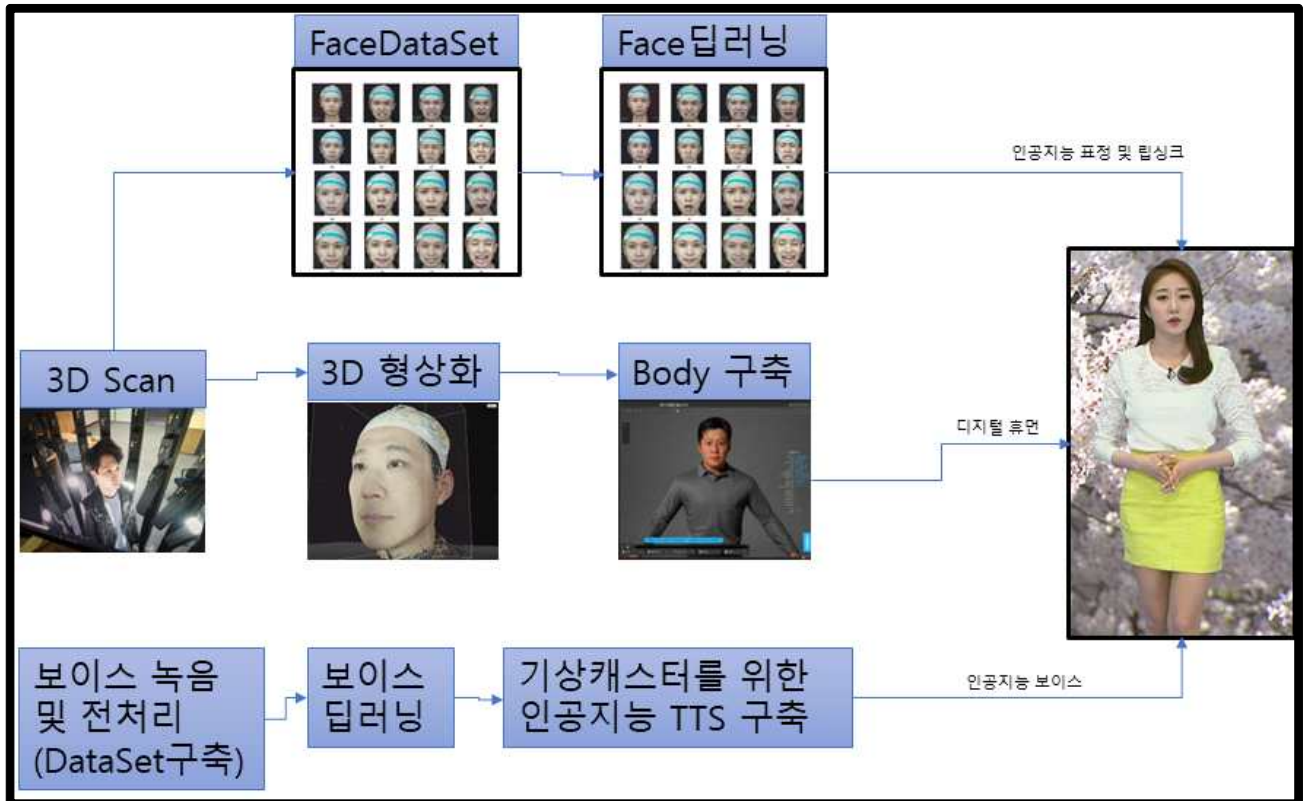 FaceDataSet
Face딥러닝
인공지능 표정 및 립싱크
3D Scan
3D 형상화
Body 구축
디지털 휴먼
보이스 녹음
및 전처리
(DataSet구축)
보이스
딥러닝
기상캐스터를 위한
인공지능 TTS 구축
인공지능 보이스